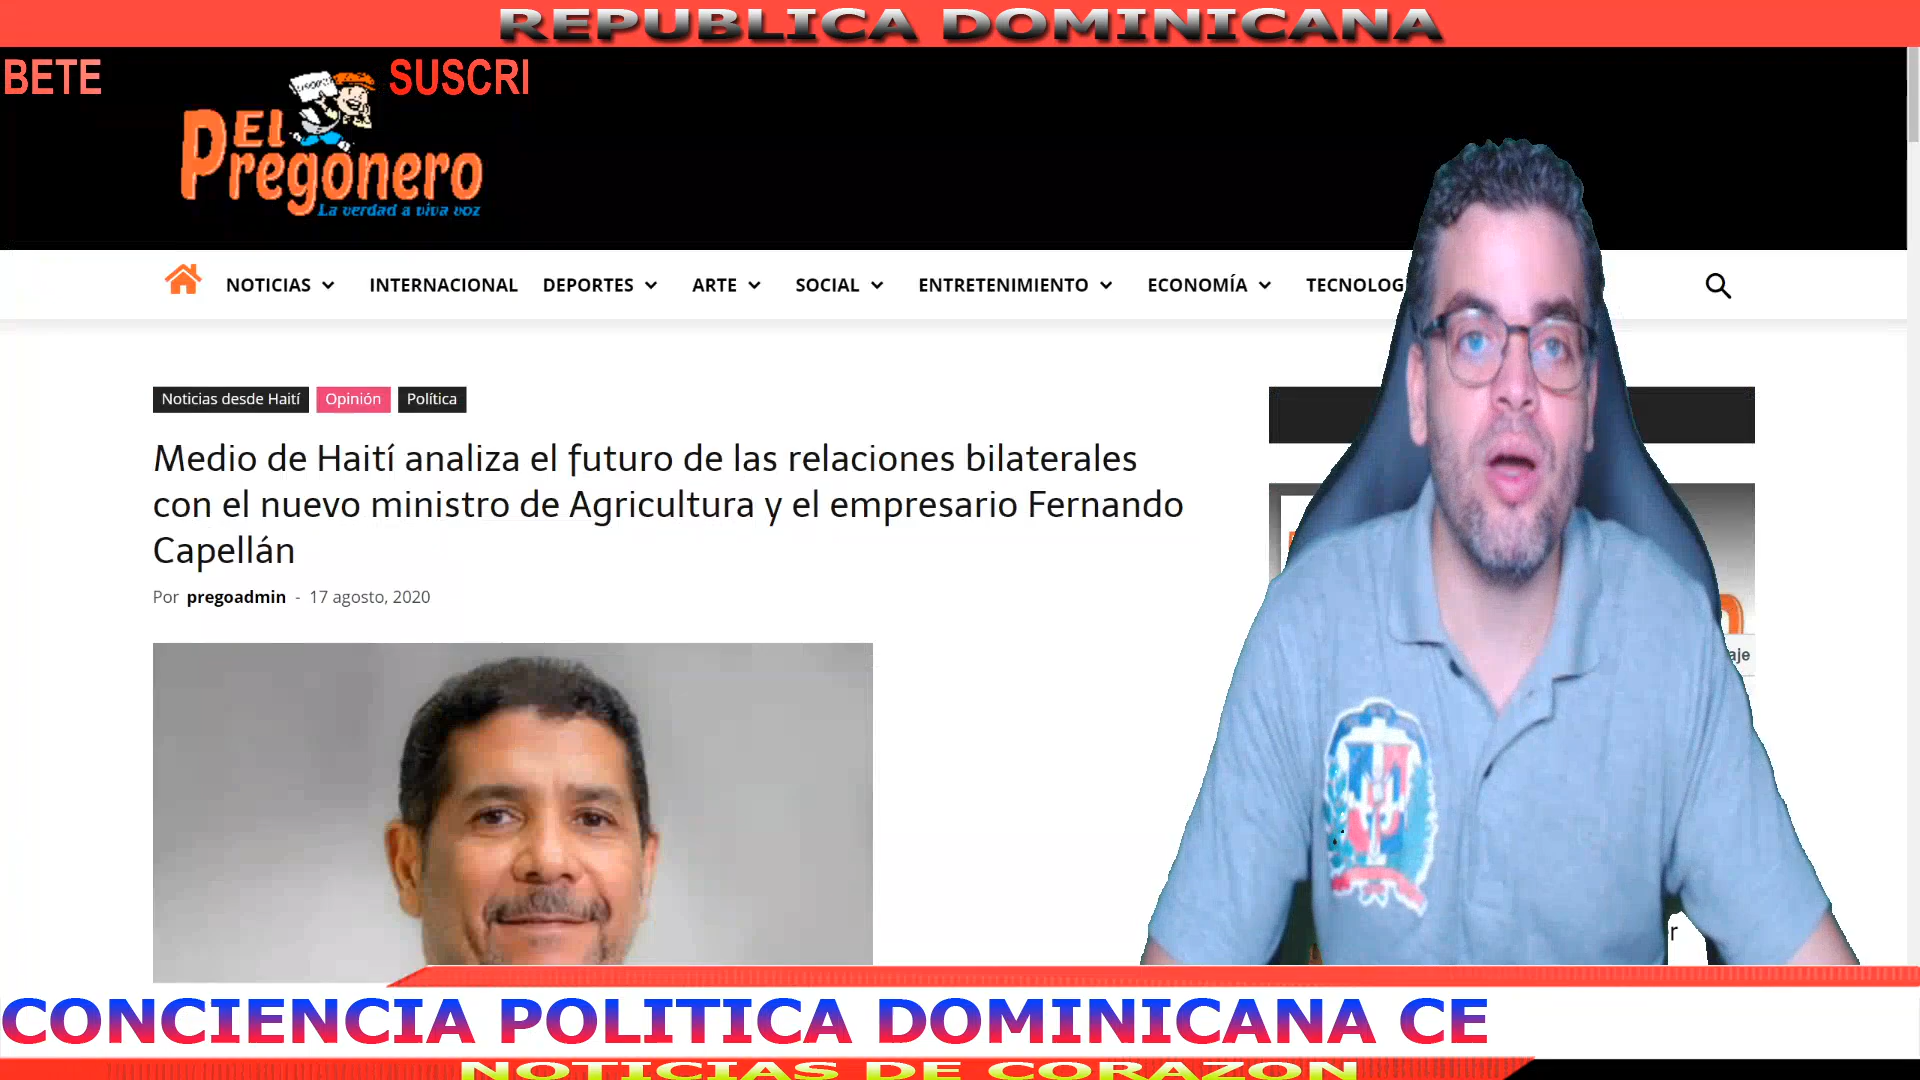 REPUBLICA DOMINICANA
BETE SUSCRI
El
Pregonero
La verdad a viva voz
NOTICIAS INTERNACIONAL DEPORTES ARTE SOCIAL ENTRETENIMIENTO ECONOMÍA TECNOLOG
Noticias desde Haití Opinión Política
Medio de Haití analiza el futuro de las relaciones bilaterales
con el nuevo ministro de Agricultura y el empresario Fernando
Capellán
Por pregoadmin - 17 agosto, 2020
aje
er
CONCIENCIA POLITICA DOMINICANA CE
NOTICIAS DE CORAZON